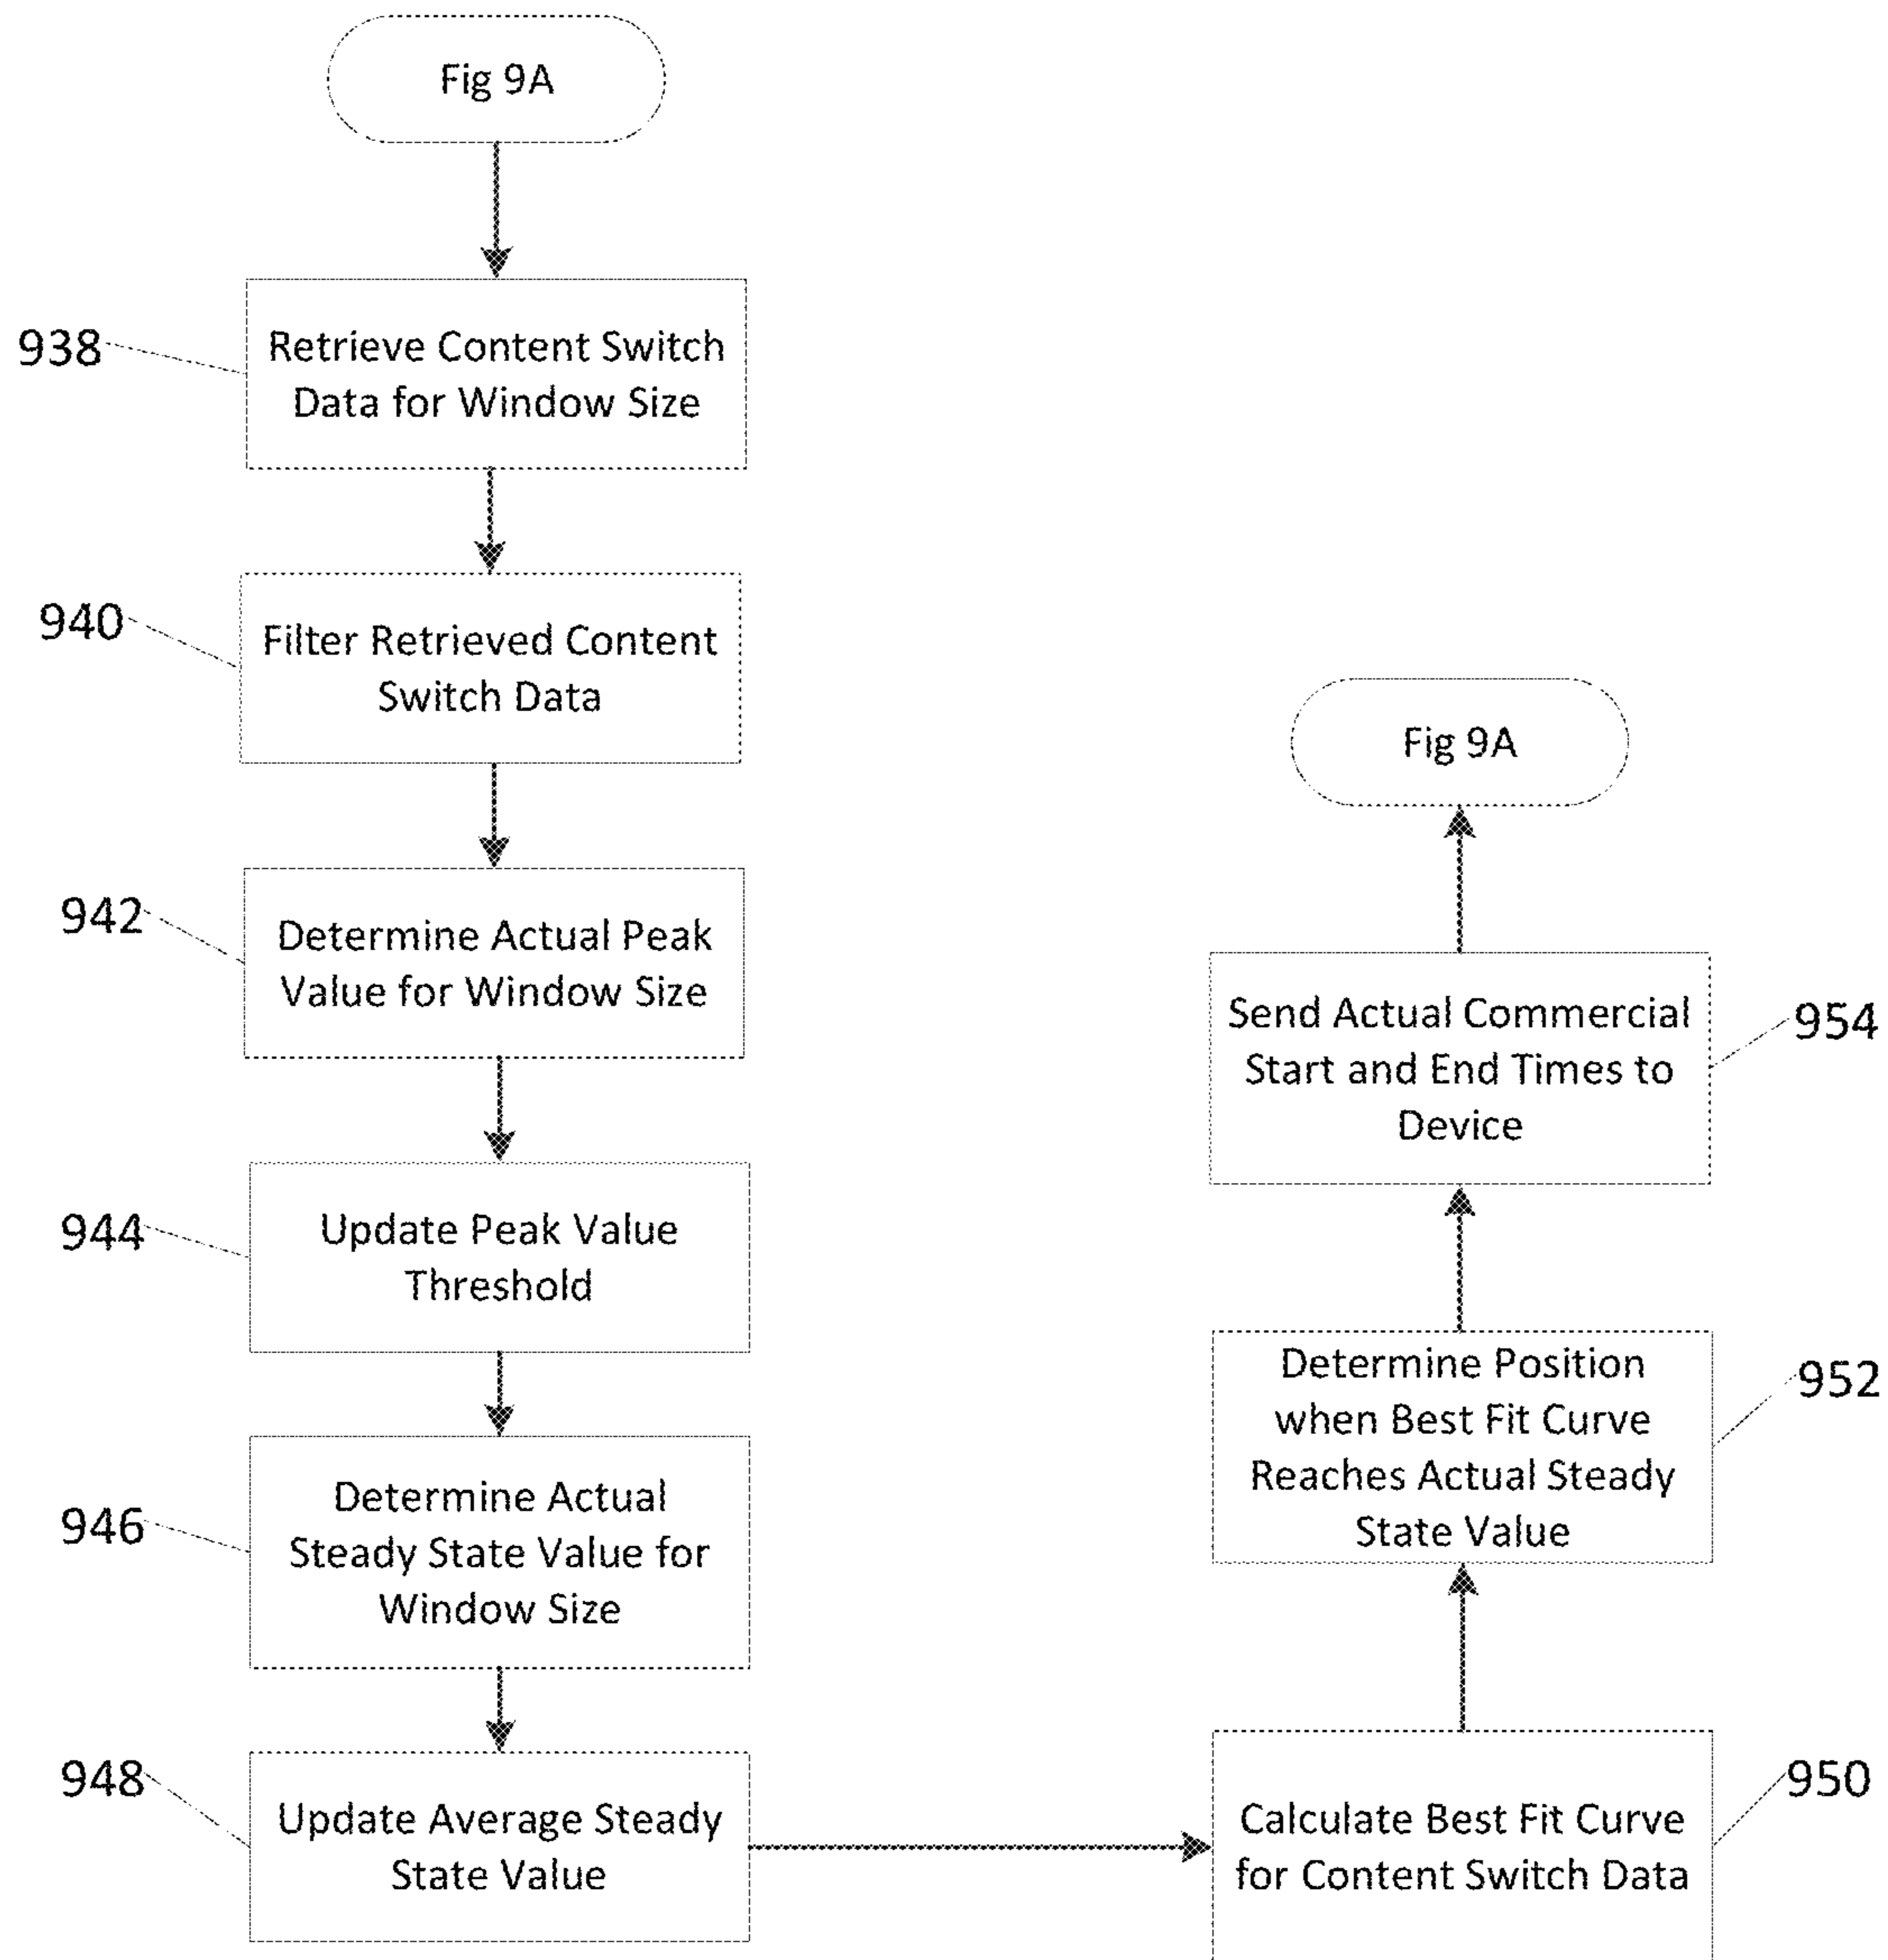 Fig 9A
938
Retrieve Content Switch
Data for Window Size
940
Filter Retrieved Content
Switch Data
942
Determine Actual Peak
Value for Window Size
944
Update Peak Value
Threshold
946
Determine Actual
Steady State Value for
Window Size
948
Update Average Steady
State Value
950
Calculate Best Fit Curve
for Content Switch Data
952
Determine Position
when Best Fit Curve
Reaches Actual Steady
State Value
954
Send Actual Commercial
Start and End Times to
Device
Fig 9A